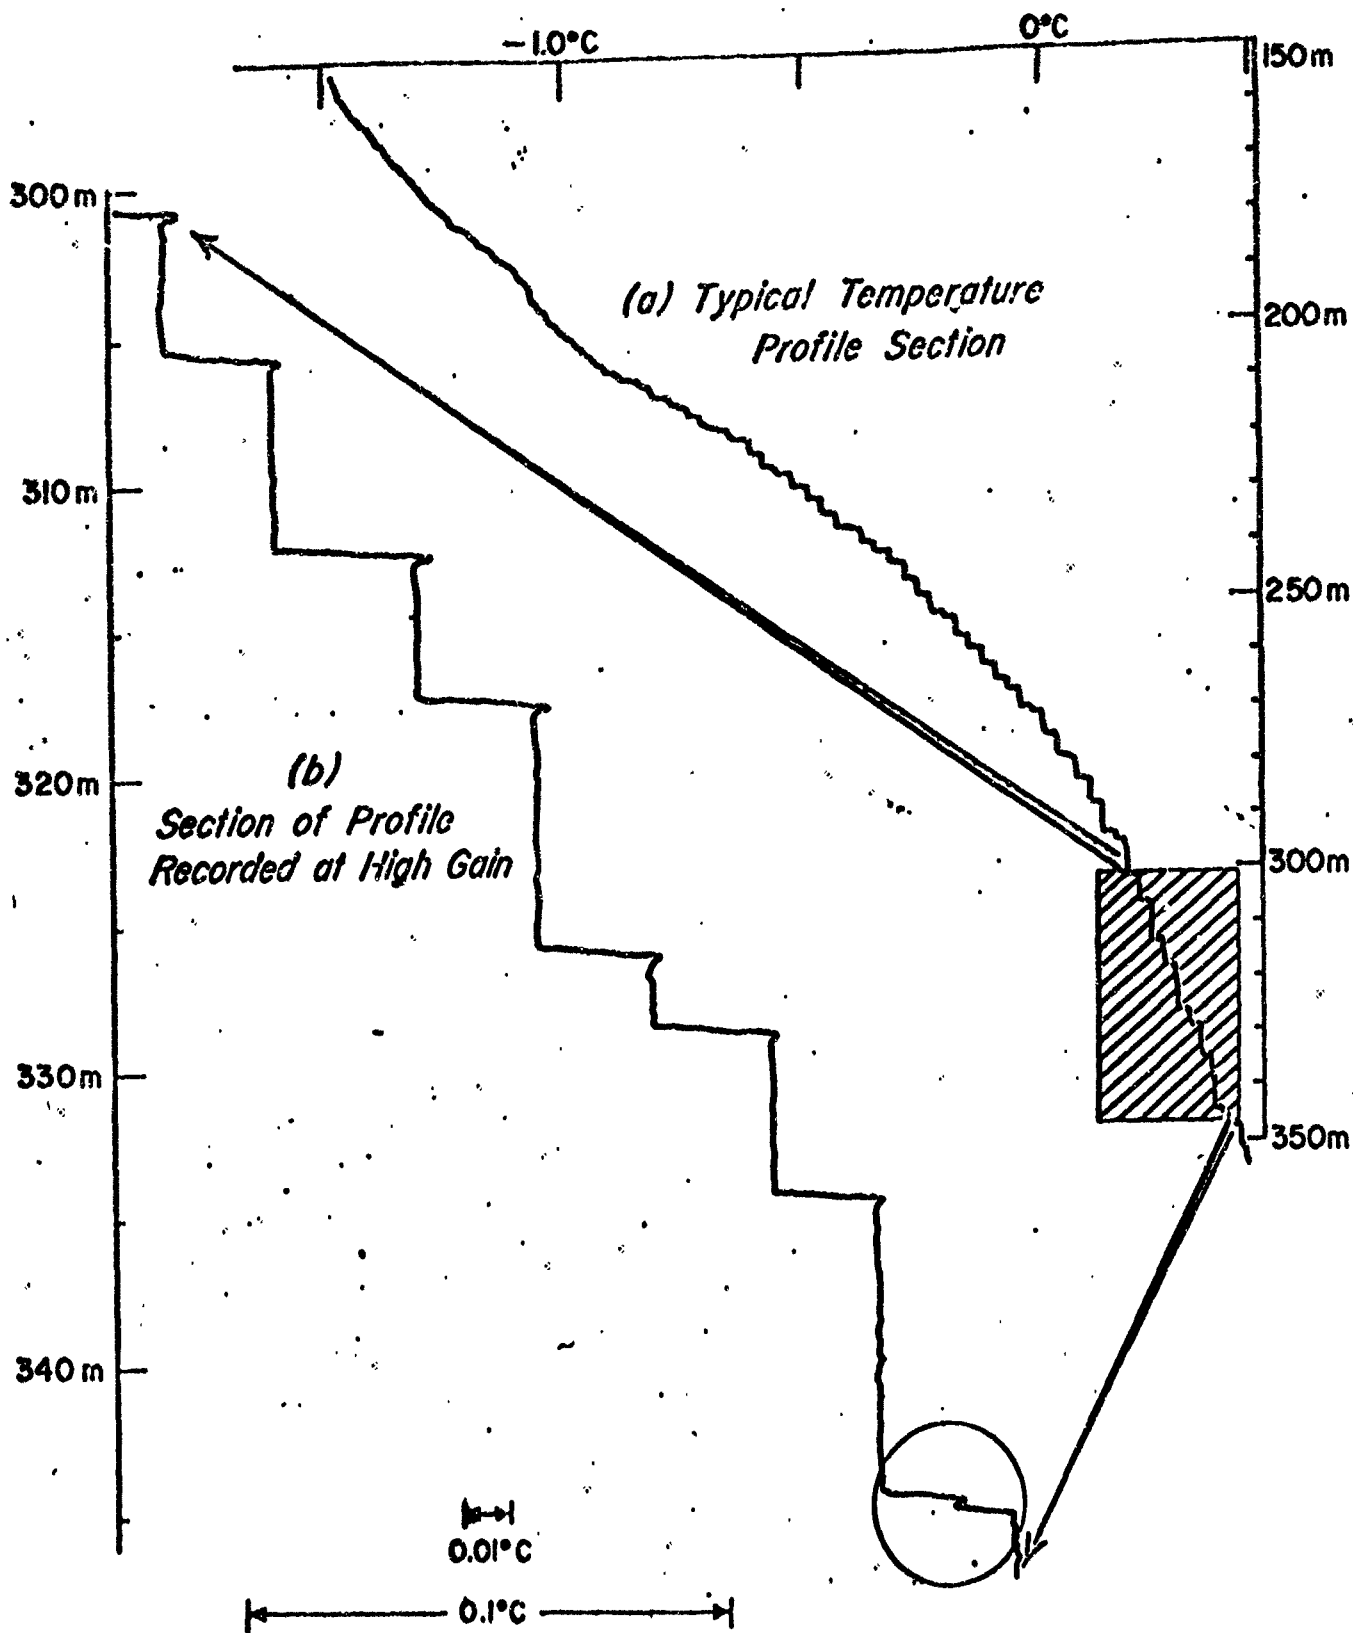 -1.0°C
0°C
150m
300m
(a) Typical Temperature
Profile Section
200m
310m
250m
(b)
320m
Section of Profile
Recorded at High Gain
300m
330m
350m
340m
0.01°C
0.1°C